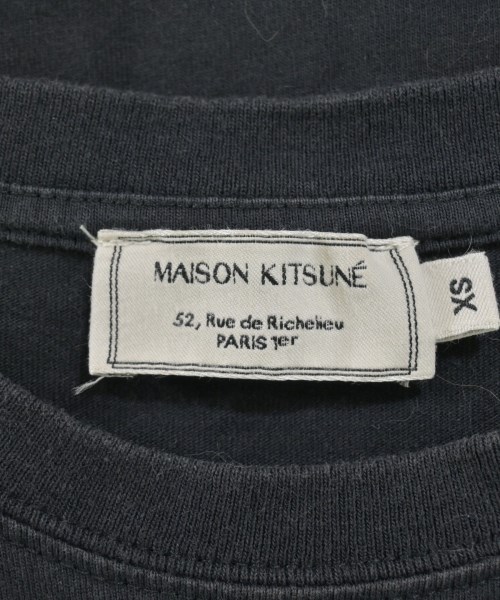 MAISON KITSUNÉ
52, Rue de Richelieu
PARIS 1er
XS